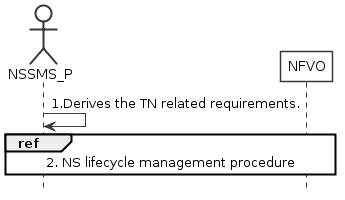 NSSMS_P
NFVO
1.Derives the TN related requirements.
ref
2. NS lifecycle management procedure